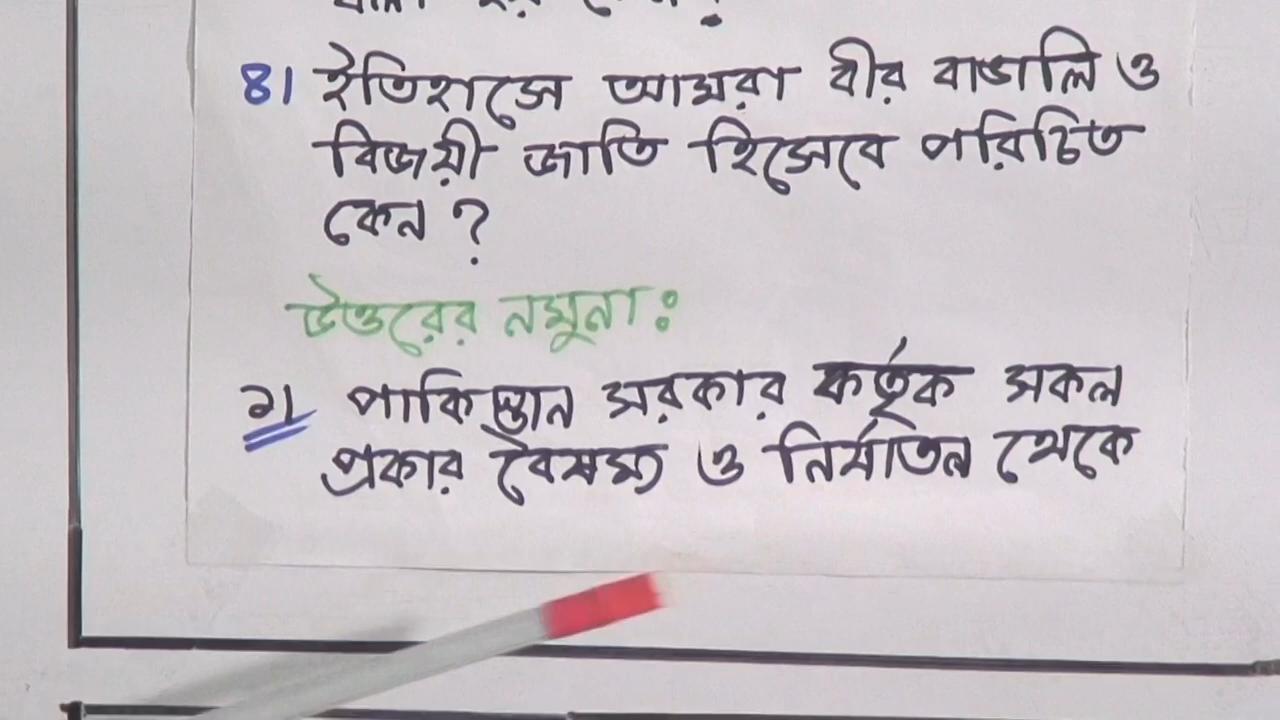 ৪। ইতিহাসে আমরা বীর বাঙালি ও
বিজয়ী জাতি হিসেবে পরিচিত
কেন ?
উত্তরের নমুনা ঃ
১। পাকিস্তান সরকার কর্তৃক সকল
প্রকার বৈষম্য ও নির্যাতন থেকে